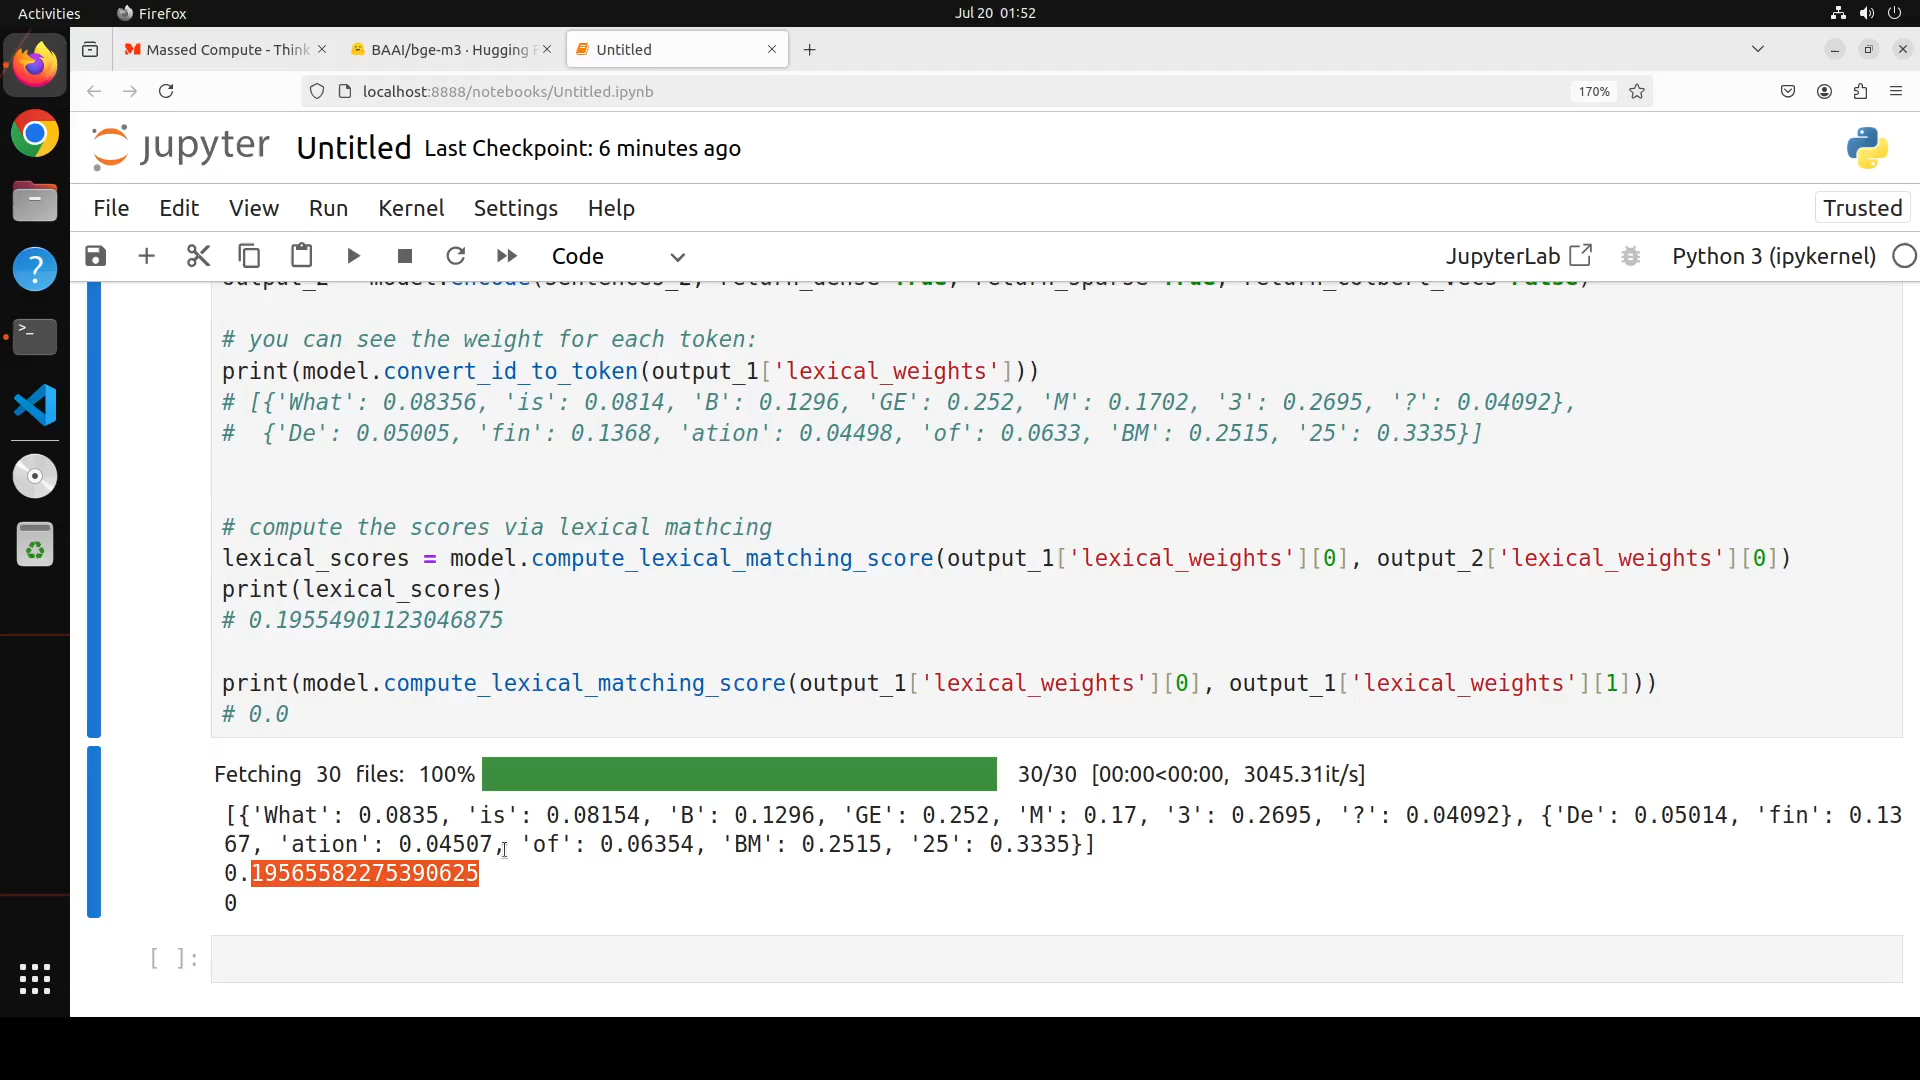 Activities
Firefox
Jul 20 01:52
Massed Compute - Think
BAAI/bge-m3 · Hugging F
Untitled
localhost:8888/notebooks/Untitled.ipynb
170%
jupyter
Untitled
Last Checkpoint: 6 minutes ago
File
Edit
View
Run
Kernel
Settings
Help
Trusted
Code
JupyterLab
Python 3 (ipykernel)
# you can see the weight for each token:
print(model.convert_id_to_token(output_1['lexical_weights']))
# [{'What': 0.08356, 'is': 0.0814, 'B': 0.1296, 'GE': 0.252, 'M': 0.1702, '3': 0.2695, '?': 0.04092},
#  {'De': 0.05005, 'fin': 0.1368, 'ation': 0.04498, 'of': 0.0633, 'BM': 0.2515, '25': 0.3335}]
# compute the scores via lexical mathcing
lexical_scores = model.compute_lexical_matching_score(output_1['lexical_weights'][0], output_2['lexical_weights'][0])
print(lexical_scores)
# 0.19554901123046875
print(model.compute_lexical_matching_score(output_1['lexical_weights'][0], output_1['lexical_weights'][1]))
# 0.0
Fetching 30 files: 100% 30/30 [00:00<00:00, 3045.31it/s]
[{'What': 0.0835, 'is': 0.08154, 'B': 0.1296, 'GE': 0.252, 'M': 0.17, '3': 0.2695, '?': 0.04092}, {'De': 0.05014, 'fin': 0.13
67, 'ation': 0.04507, 'of': 0.06354, 'BM': 0.2515, '25': 0.3335}]
0.19565582275390625
0
[ ]: